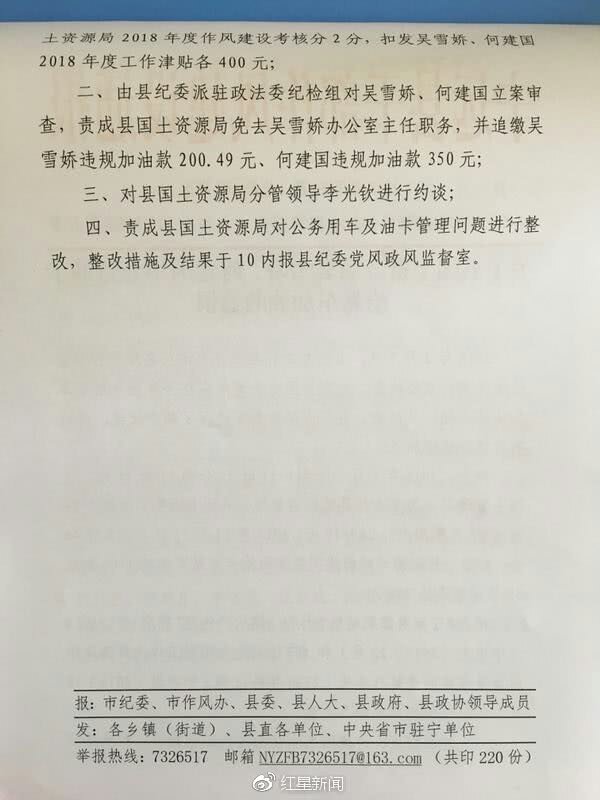 土资源局 2018 年度作风建设考核分 2 分，扣发吴雪娇、何建国
2018 年度工作津贴各 400 元；
二、由县纪委派驻政法委纪检组对吴雪娇、何建国立案审
查，责成县国土资源局免去吴雪娇办公室主任职务，并追缴吴
雪娇违规加油款 200.49 元、何建国违规加油款 350 元；
三、对县国土资源局分管领导李光钦进行约谈；
四、责成县国土资源局对公务用车及油卡管理问题进行整
改，整改措施及结果于 10 内报县纪委党风政风监督室。
报：市纪委、市作风办、县委、县人大、县政府、县政协领导成员
发：各乡镇（街道）、县直各单位、中央省市驻宁单位
举报热线：7326517 邮箱 NYZFB7326517@163.com （共印 220 份）
红星新闻